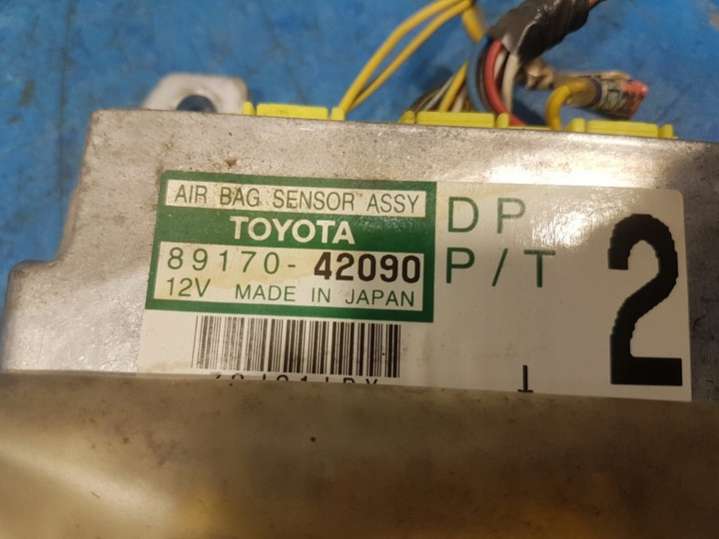 AIR BAG SENSOR ASSY
TOYOTA
89170-42090
12V MADE IN JAPAN
DP
P/T
2